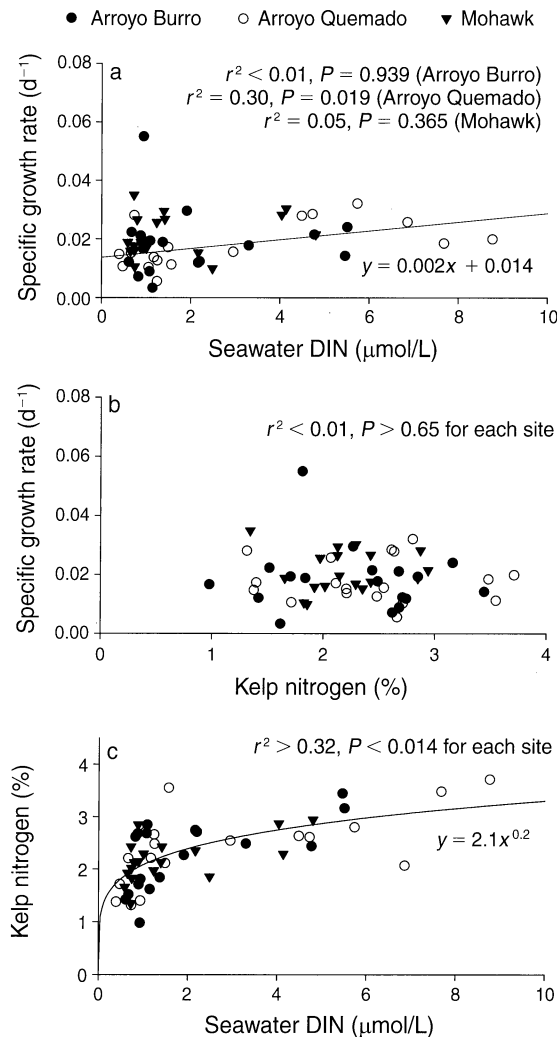 ● Arroyo Burro ○ Arroyo Quemado ▼ Mohawk
a
r² < 0.01, P = 0.939 (Arroyo Burro)
r² = 0.30, P = 0.019 (Arroyo Quemado)
r² = 0.05, P = 0.365 (Mohawk)
Specific growth rate (d⁻¹)
0.08
0.06
0.04
0.02
0.00
y = 0.002x + 0.014
0 2 4 6 8 10
Seawater DIN (μmol/L)
b
r² < 0.01, P > 0.65 for each site
Specific growth rate (d⁻¹)
0.08
0.06
0.04
0.02
0.00
0 1 2 3 4
Kelp nitrogen (%)
c
r² > 0.32, P < 0.014 for each site
Kelp nitrogen (%)
4
3
2
1
0
y = 2.1x⁰·²
0 2 4 6 8 10
Seawater DIN (μmol/L)